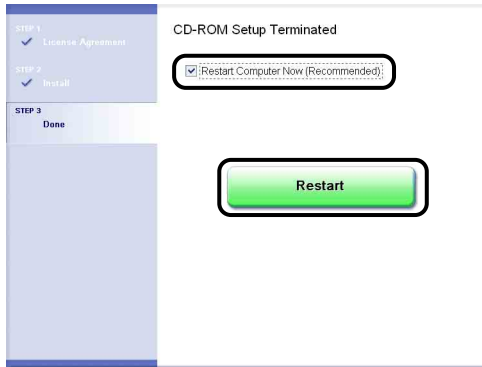 STEP 1
License Agreement
STEP 2
Install
STEP 3
Done
CD-ROM Setup Terminated
Restart Computer Now (Recommended)
Restart